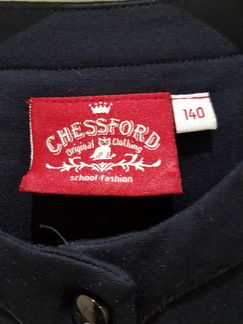 CHESSFORD
Original Clothing
school fashion
140